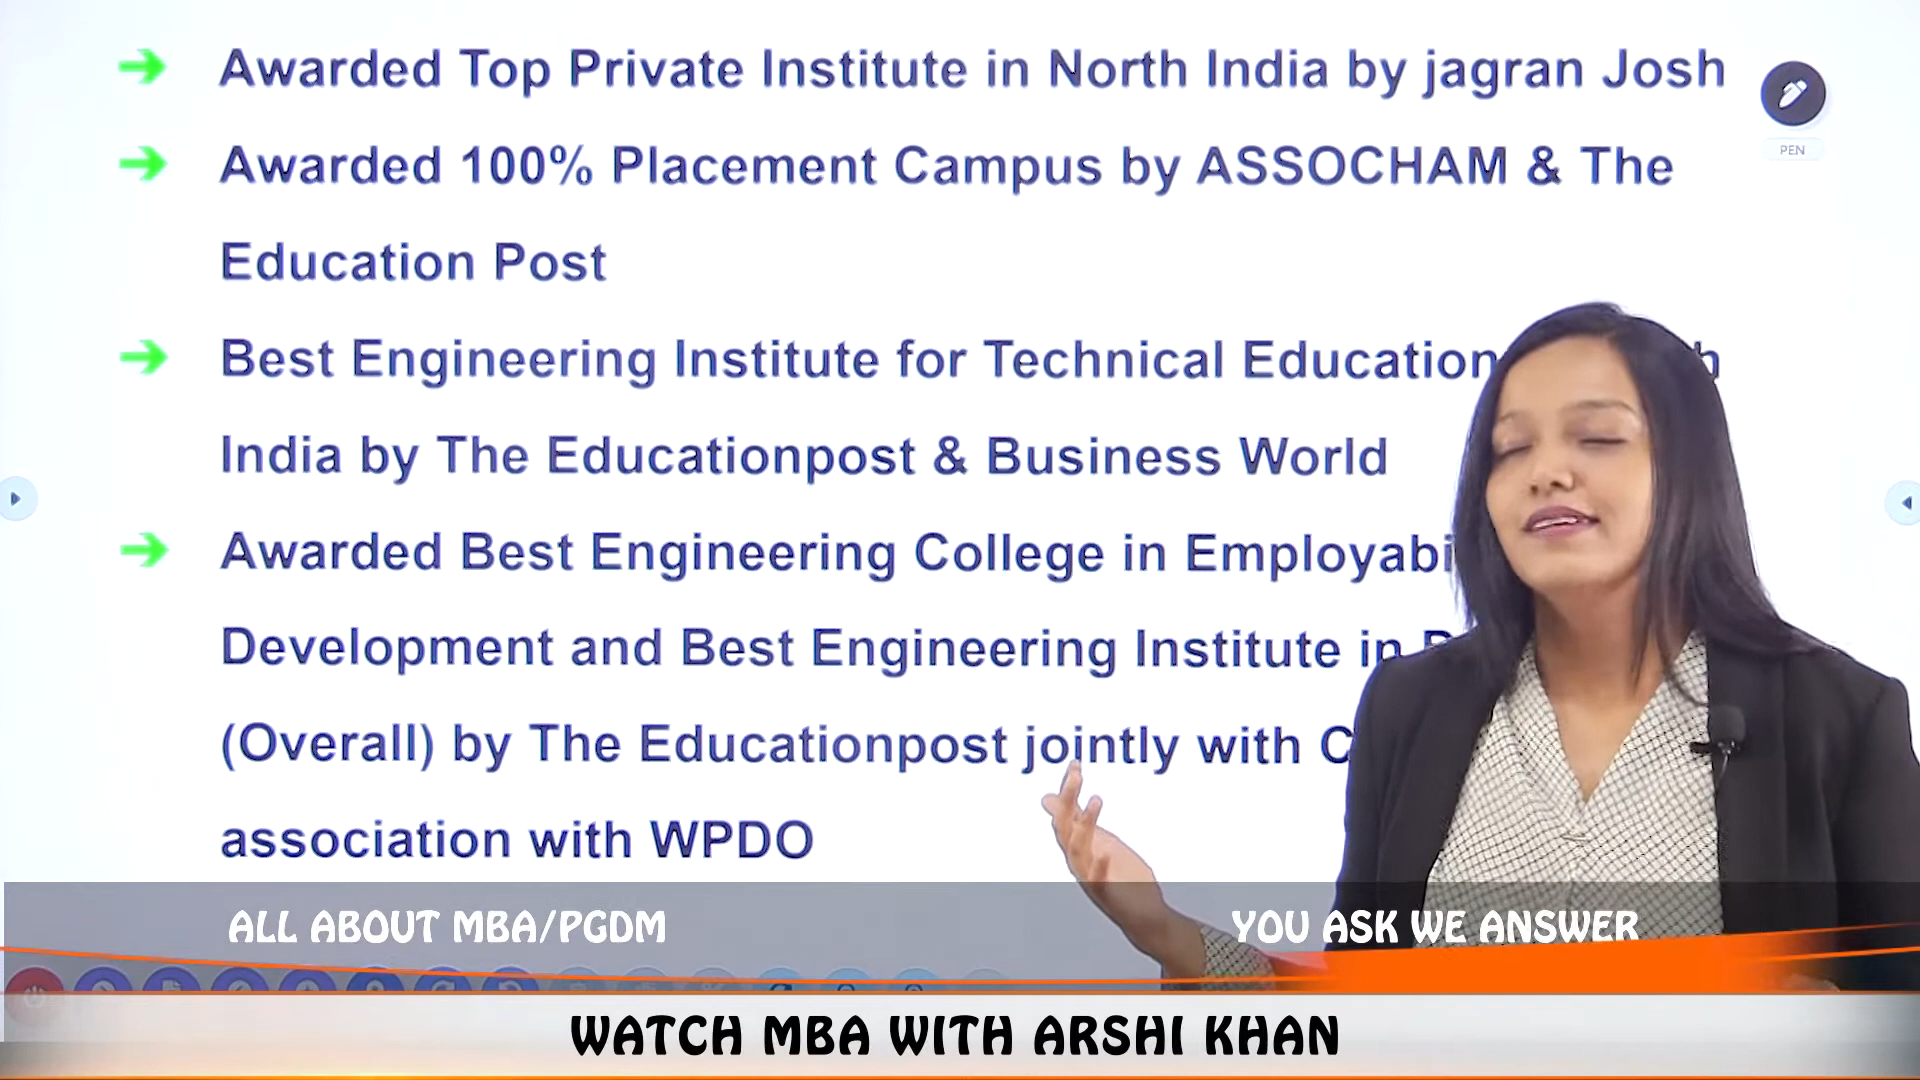 Awarded Top Private Institute in North India by jagran Josh
PEN
Awarded 100% Placement Campus by ASSOCHAM & The
Education Post
Best Engineering Institute for Technical Education
India by The Educationpost & Business World
Awarded Best Engineering College in
Development and Best Engineering Institute in
(Overall) by The Educationpost jointly with
association with WPDO
ALL ABOUT MBA/PGDM
YOU ASK WE ANSWER
WATCH MBA WITH ARSHI KHAN